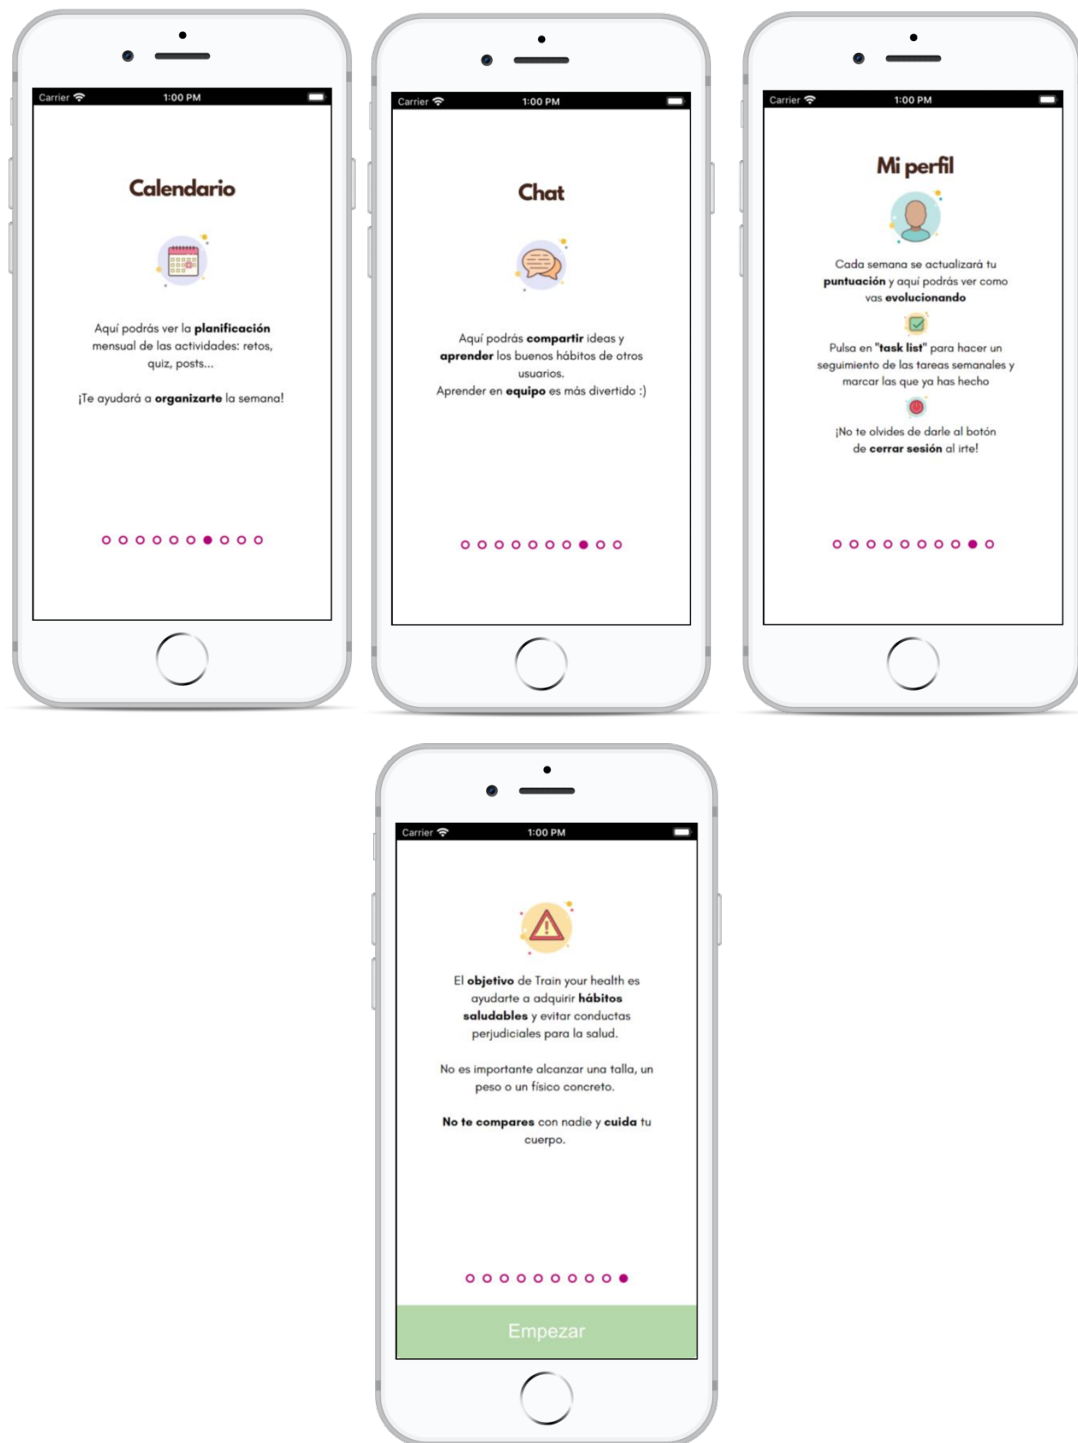 Carrier
1:00 PM
Calendario
Aquí podrás ver la planificación
mensual de las actividades: retos,
quiz, posts...
¡Te ayudará a organizarte la semana!
Carrier
1:00 PM
Chat
Aquí podrás compartir ideas y
aprender los buenos hábitos de otros
usuarios.
Aprender en equipo es más divertido :)
Carrier
1:00 PM
Mi perfil
Cada semana se actualizará tu
puntuación y aquí podrás ver como
vas evolucionando
Pulsa en "task list" para hacer un
seguimiento de las tareas semanales y
marcar las que ya has hecho
¡No te olvides de darle al botón
de cerrar sesión al irte!
Carrier
1:00 PM
El objetivo de Train your health es
ayudarte a adquirir hábitos
saludables y evitar conductas
perjudiciales para la salud.
No es importante alcanzar una talla, un
peso o un físico concreto.
No te compares con nadie y cuida tu
cuerpo.
Empezar